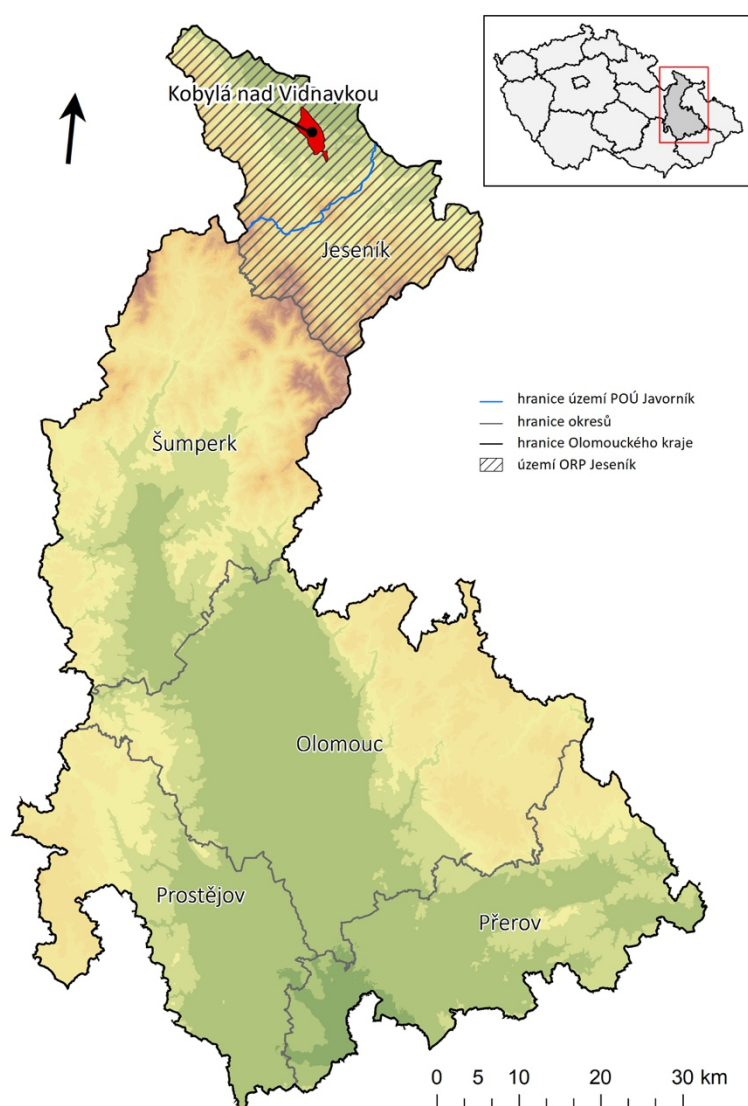 Kobylá nad Vidnavkou
Jeseník
hranice území POÚ Javorník
hranice okresů
hranice Olomouckého kraje
území ORP Jeseník
Šumperk
Olomouc
Prostějov
Přerov
0 5 10 20 30 km